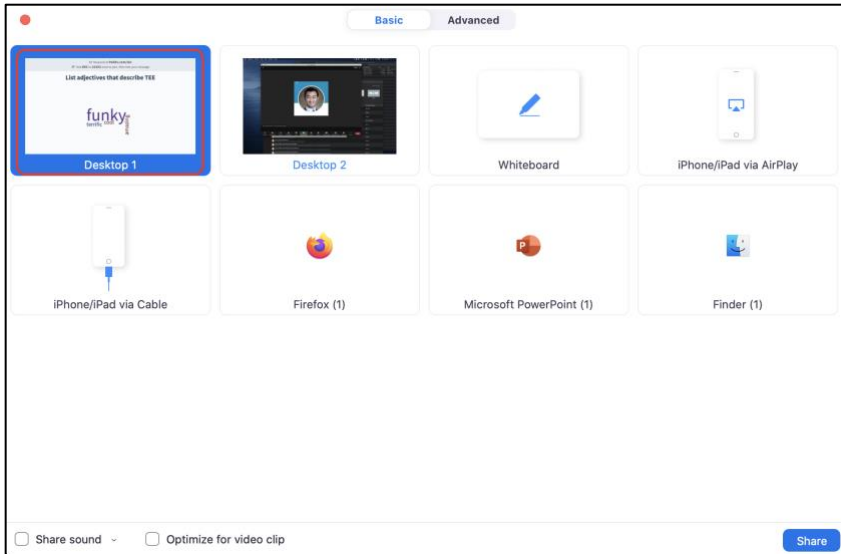 Basic Advanced
List adjectives that describe TEE
funky
terrific
Desktop 1 Desktop 2 Whiteboard iPhone/iPad via AirPlay
P
iPhone/iPad via Cable Firefox (1) Microsoft PowerPoint (1) Finder (1)
Share sound Optimize for video clip Share